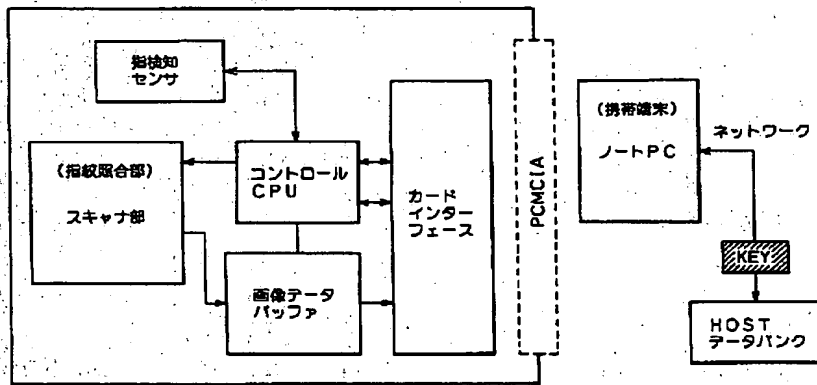 指検知
センサ
(指紋照合部)
スキャナ部
コントロール
CPU
画像データ
バッファ
カード
インター
フェース
PCMCIA
(携帯端末)
ノートPC
ネットワーク
KEY
HOST
データバンク